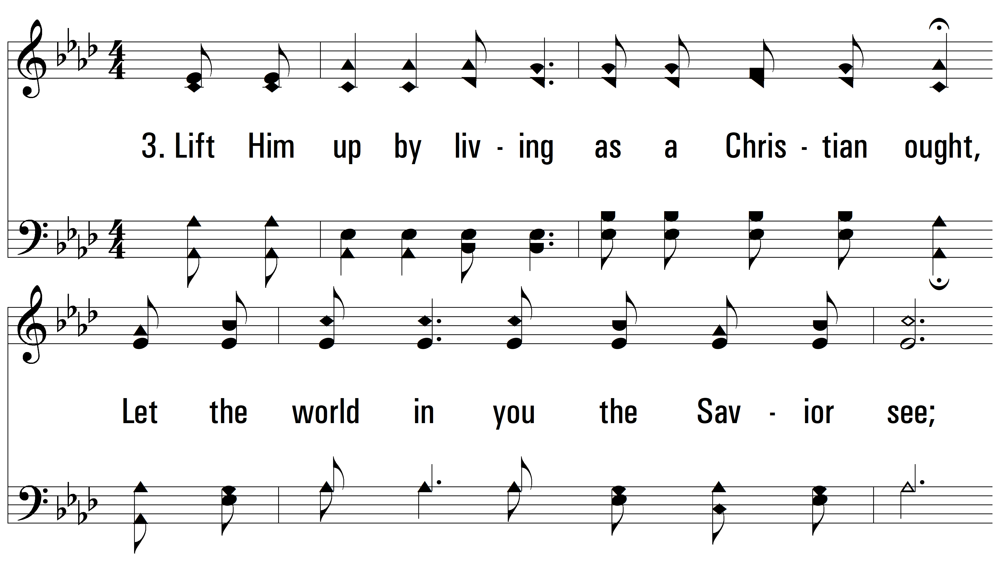 3. Lift Him up by liv - ing as a Chris - tian ought,
Let the world in you the Sav - ior see;